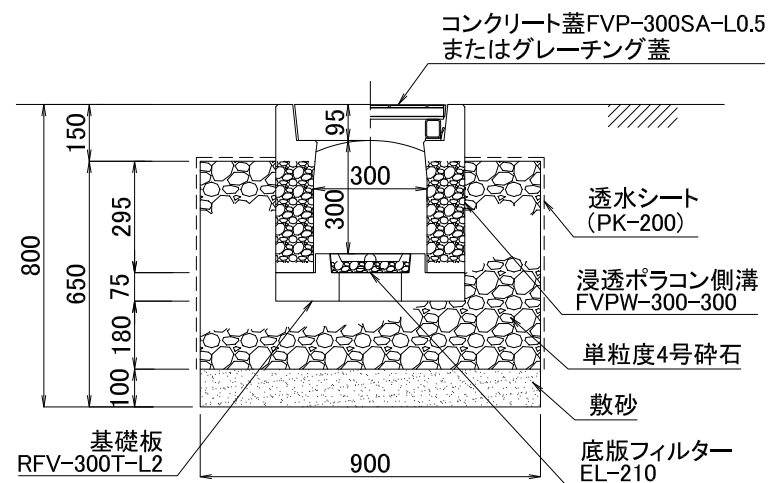 コンクリート蓋FVP-300SA-L0.5
またはグレーチング蓋
150
95
300
300
295
800
650
75
180
100
透水シート
(PK-200)
浸透ポラコン側溝
FVPW-300-300
単粒度4号砕石
敷砂
基礎板
RFV-300T-L2
900
底版フィルター
EL-210